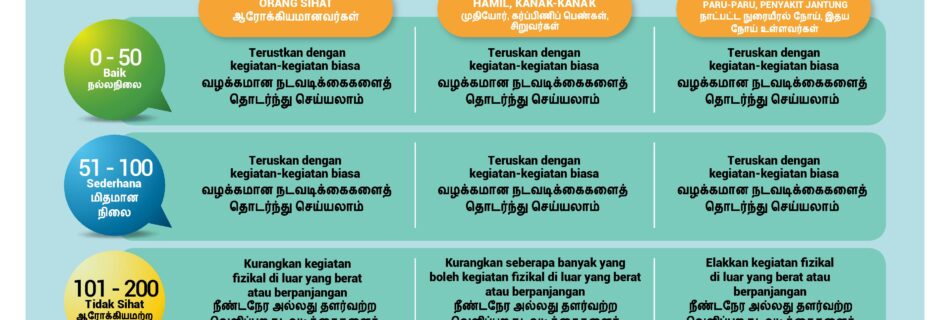 ORANG SIHAT
ஆரோக்கியமானவர்கள்
HAMIL, KANAK-KANAK
முதியோர், கர்ப்பிணிப் பெண்கள்,
சிறுவர்கள்
PARU-PARU, PENYAKIT JANTUNG
நாட்பட்ட நுரையீரல் நோய், இதய
நோய் உள்ளவர்கள்
0 - 50
Baik
நல்லநிலை
Terustkan dengan
kegiatan-kegiatan biasa
வழக்கமான நடவடிக்கைகளைத்
தொடர்ந்து செய்யலாம்
Teruskan dengan
kegiatan-kegiatan biasa
வழக்கமான நடவடிக்கைகளைத்
தொடர்ந்து செய்யலாம்
Teruskan dengan
kegiatan-kegiatan biasa
வழக்கமான நடவடிக்கைகளைத்
தொடர்ந்து செய்யலாம்
51 - 100
Sederhana
மிதமான
நிலை
Teruskan dengan
kegiatan-kegiatan biasa
வழக்கமான நடவடிக்கைகளைத்
தொடர்ந்து செய்யலாம்
Teruskan dengan
kegiatan-kegiatan biasa
வழக்கமான நடவடிக்கைகளைத்
தொடர்ந்து செய்யலாம்
Teruskan dengan
kegiatan-kegiatan biasa
வழக்கமான நடவடிக்கைகளைத்
தொடர்ந்து செய்யலாம்
101 - 200
Tidak Sihat
ஆரோக்கியமற்ற
Kurangkan kegiatan
fizikal di luar yang berat
atau berpanjangan
நீண்டநேர அல்லது தளர்வற்ற
Kurangkan seberapa banyak yang
boleh kegiatan fizikal di luar yang berat
atau berpanjangan
நீண்டநேர அல்லது தளர்வற்ற
Elakkan kegiatan fizikal
di luar yang berat atau
berpanjangan
நீண்டநேர அல்லது தளர்வற்ற